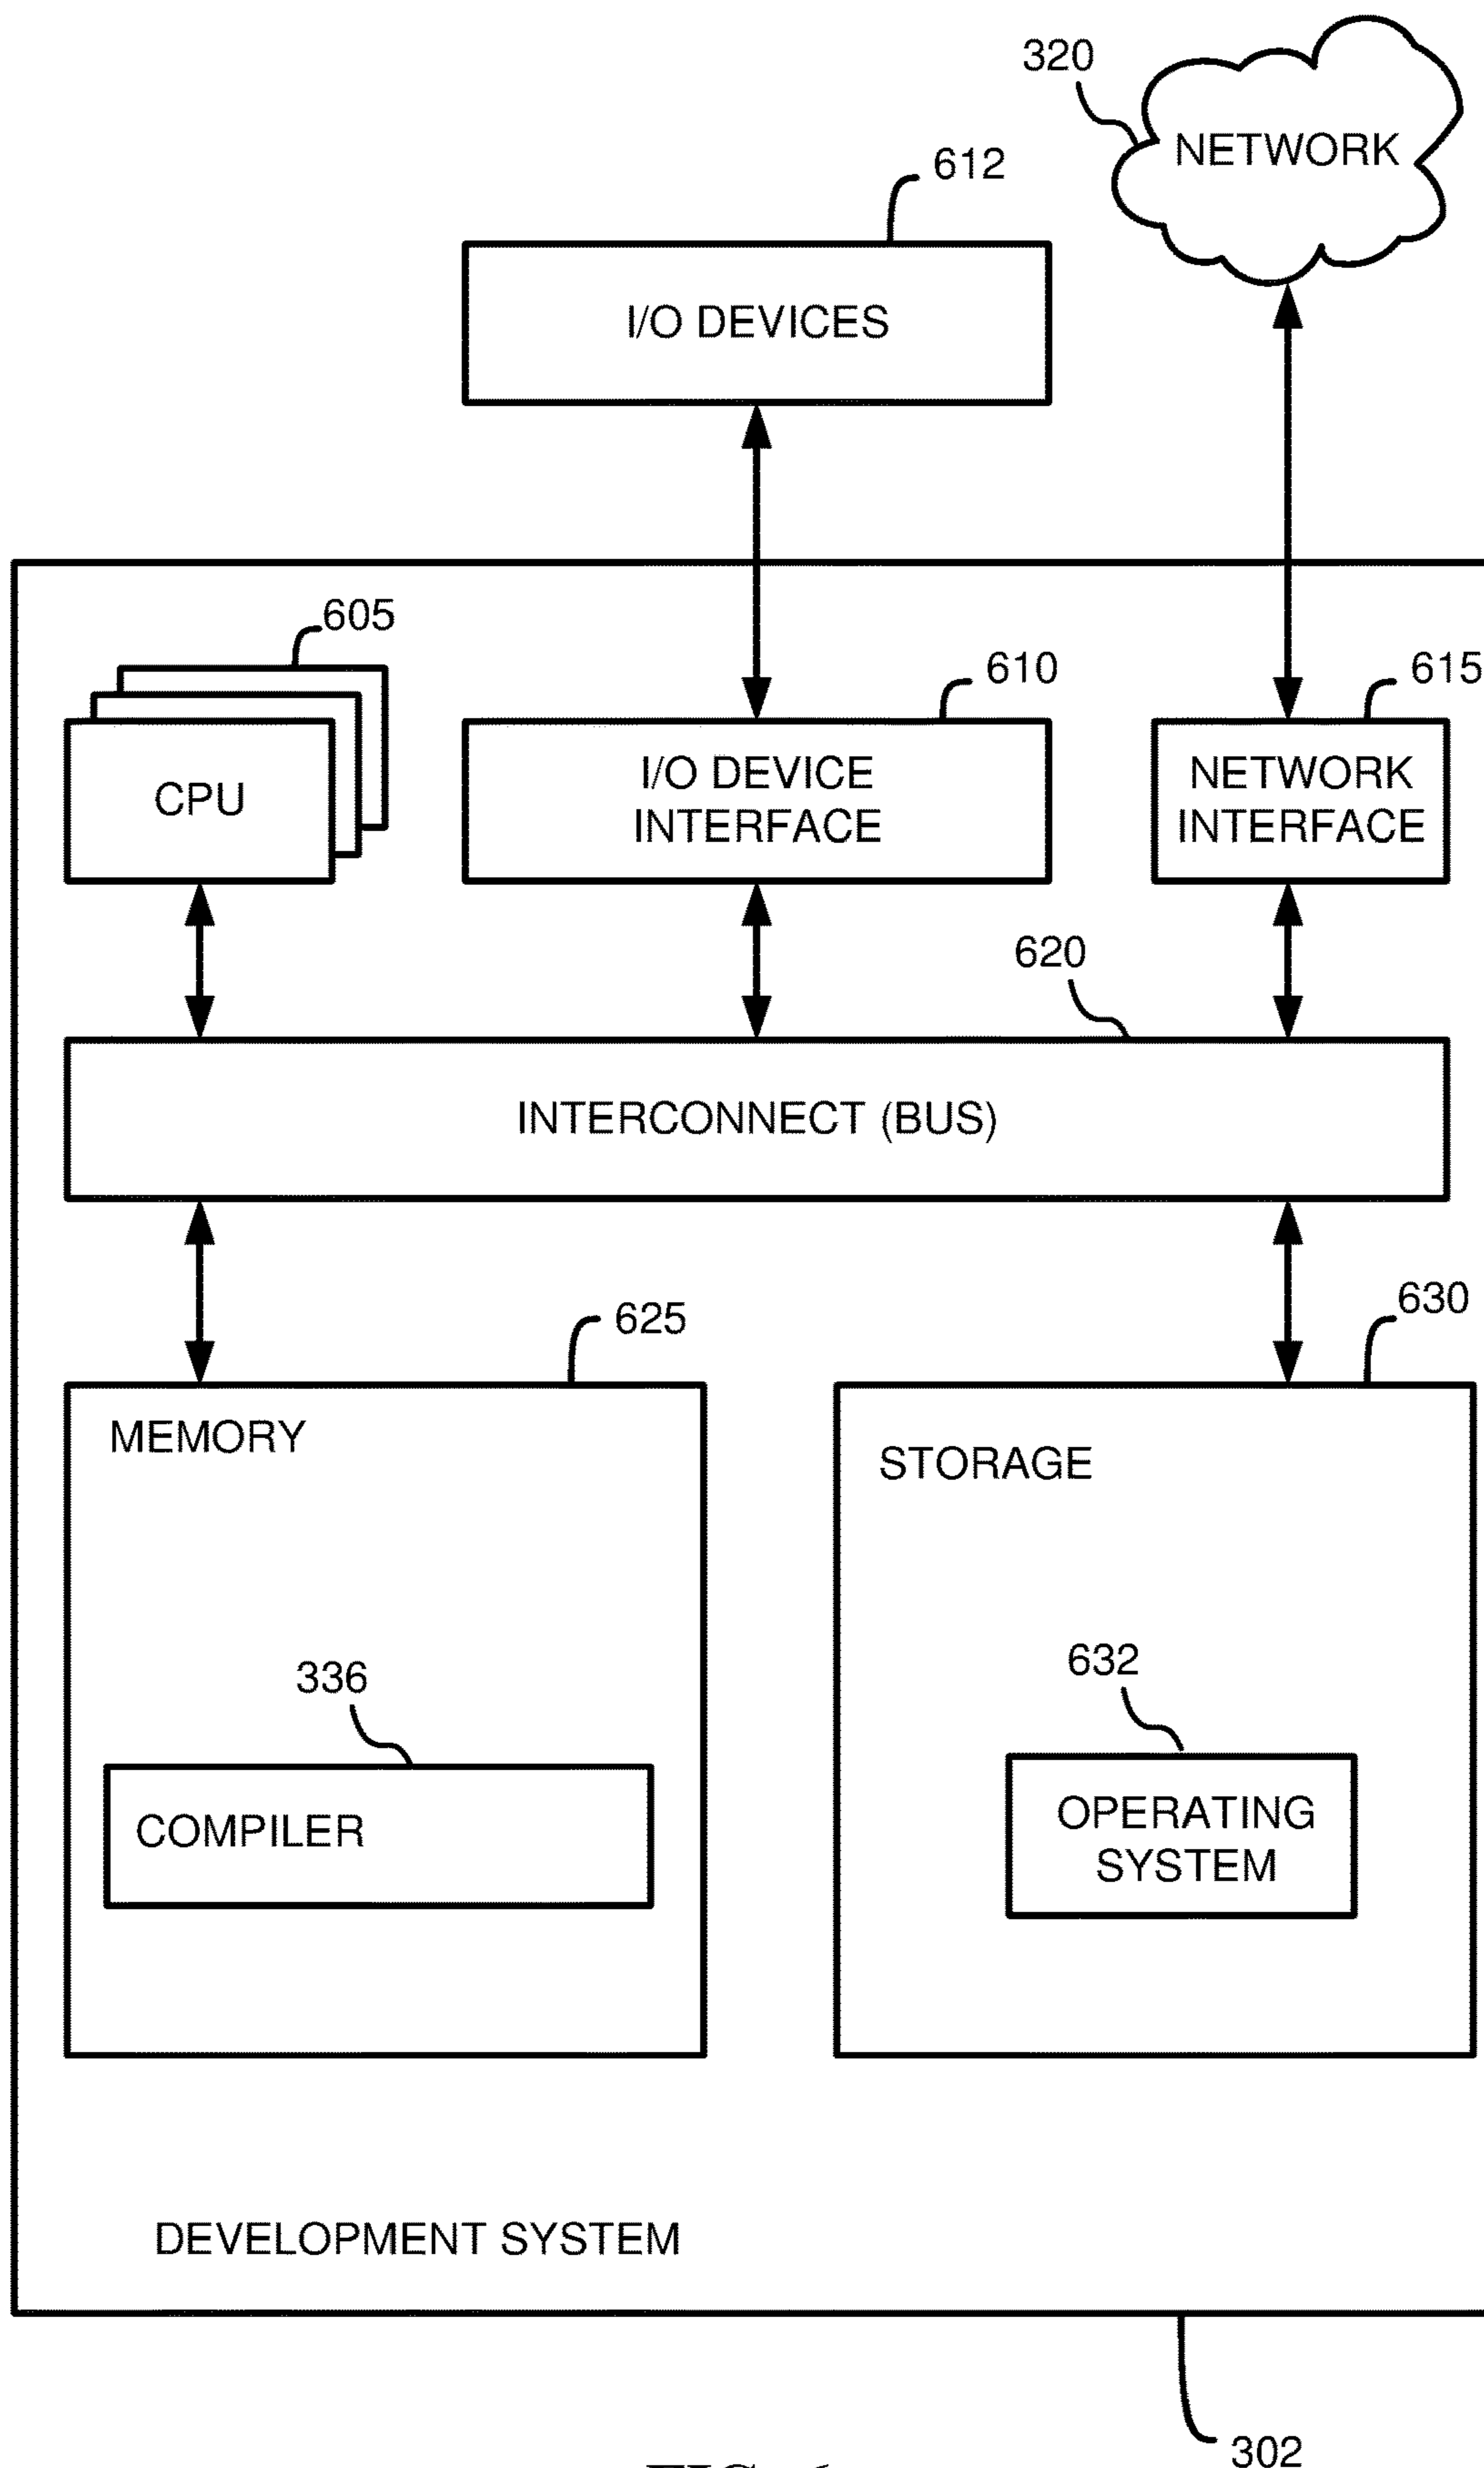 320
NETWORK
612
I/O DEVICES
605
610
615
CPU
I/O DEVICE
INTERFACE
NETWORK
INTERFACE
620
INTERCONNECT (BUS)
625
630
MEMORY
STORAGE
336
632
COMPILER
OPERATING
SYSTEM
DEVELOPMENT SYSTEM
302